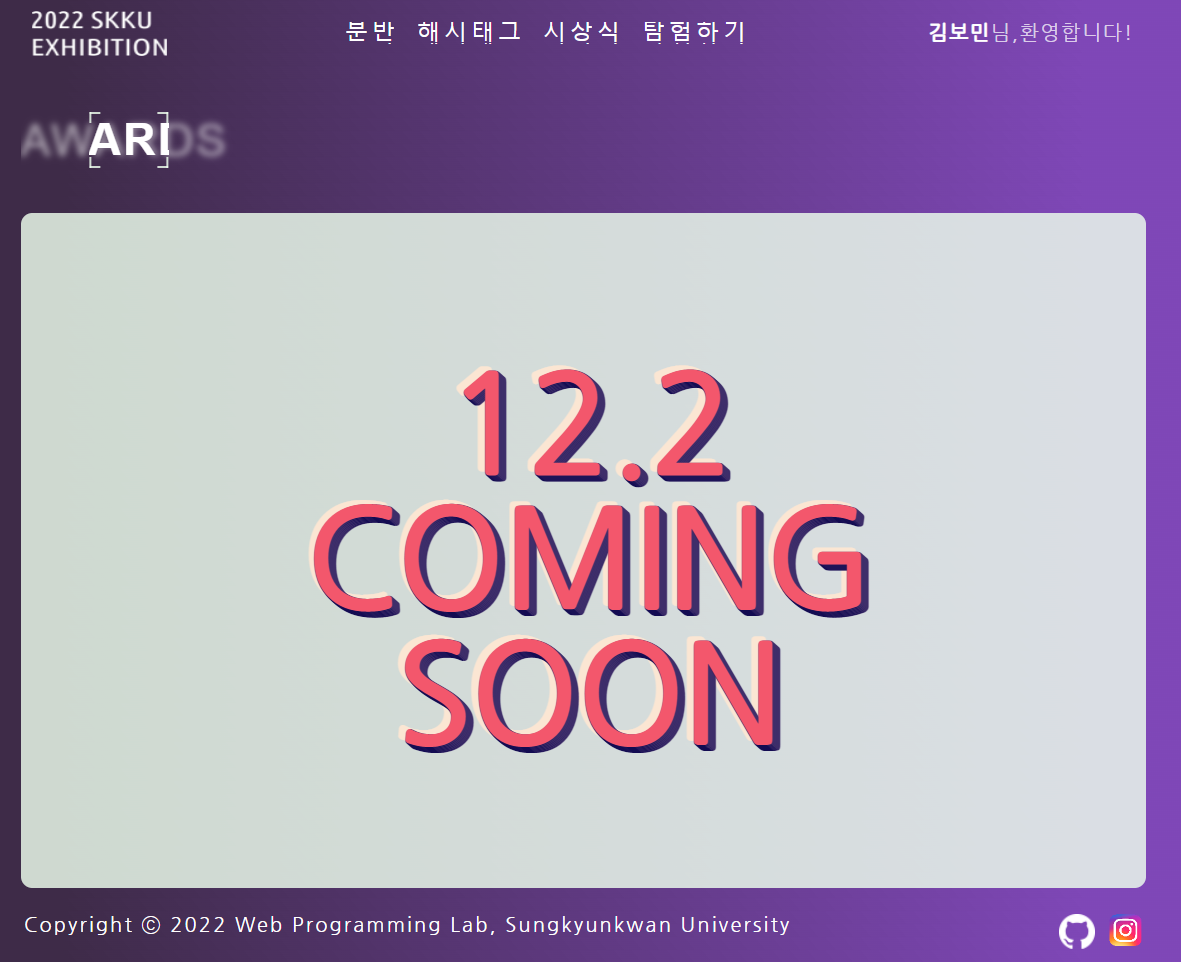 2022 SKKU
EXHIBITION
분반 해시태그 시상식 탐험하기
김보민님,환영합니다!
AWARDS
12.2
COMING
SOON
Copyright ⓒ 2022 Web Programming Lab, Sungkyunkwan University